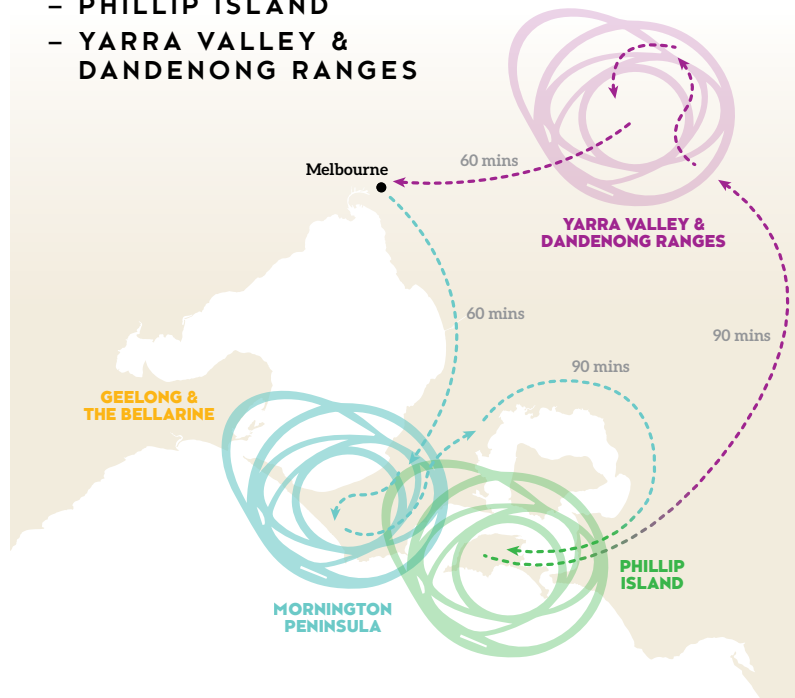 – PHILLIP ISLAND
– YARRA VALLEY &
DANDENONG RANGES
60 mins
Melbourne
YARRA VALLEY &
DANDENONG RANGES
60 mins
90 mins
90 mins
GEELONG &
THE BELLARINE
PHILLIP
ISLAND
MORNINGTON
PENINSULA